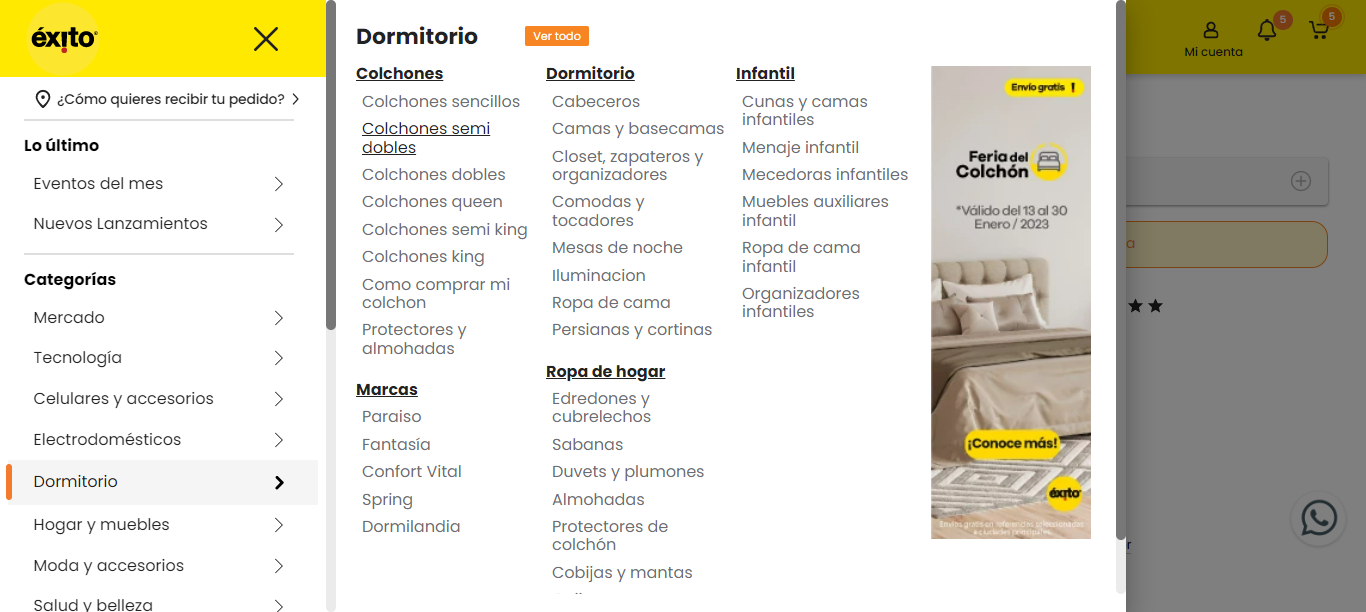 éxito
¿Cómo quieres recibir tu pedido?
Lo último
Eventos del mes
Nuevos Lanzamientos
Categorías
Mercado
Tecnología
Celulares y accesorios
Electrodomésticos
Dormitorio
Hogar y muebles
Moda y accesorios
Salud y belleza
Dormitorio
Ver todo
Colchones
Colchones sencillos
Colchones semi
dobles
Colchones dobles
Colchones queen
Colchones semi king
Colchones king
Como comprar mi
colchon
Protectores y
almohadas
Marcas
Paraiso
Fantasía
Confort Vital
Spring
Dormilandia
Dormitorio
Cabeceros
Camas y basecamas
Closet, zapateros y
organizadores
Comodas y
tocadores
Mesas de noche
Iluminacion
Ropa de cama
Persianas y cortinas
Ropa de hogar
Edredones y
cubrelechos
Sabanas
Duvets y plumones
Almohadas
Protectores de
colchón
Cobijas y mantas
Infantil
Cunas y camas
infantiles
Menaje infantil
Mecedoras infantiles
Muebles auxiliares
infantil
Ropa de cama
infantil
Organizadores
infantiles
Envío gratis !
Feria del
Colchón
*Válido del 13 al 30
Enero / 2023
¡Conoce más!
éxito
Envíos gratis en referencias seleccionadas
Mi cuenta
5
5